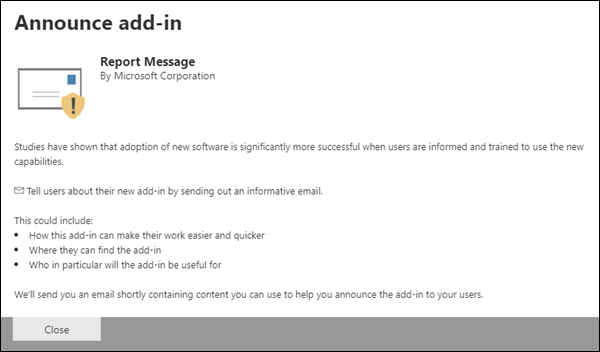 Announce add-in
Report Message
By Microsoft Corporation
Studies have shown that adoption of new software is significantly more successful when users are informed and trained to use the new
capabilities.
Tell users about their new add-in by sending out an informative email.
This could include:
• How this add-in can make their work easier and quicker
• Where they can find the add-in
• Who in particular will the add-in be useful for
We'll send you an email shortly containing content you can use to help you announce the add-in to your users.
Close